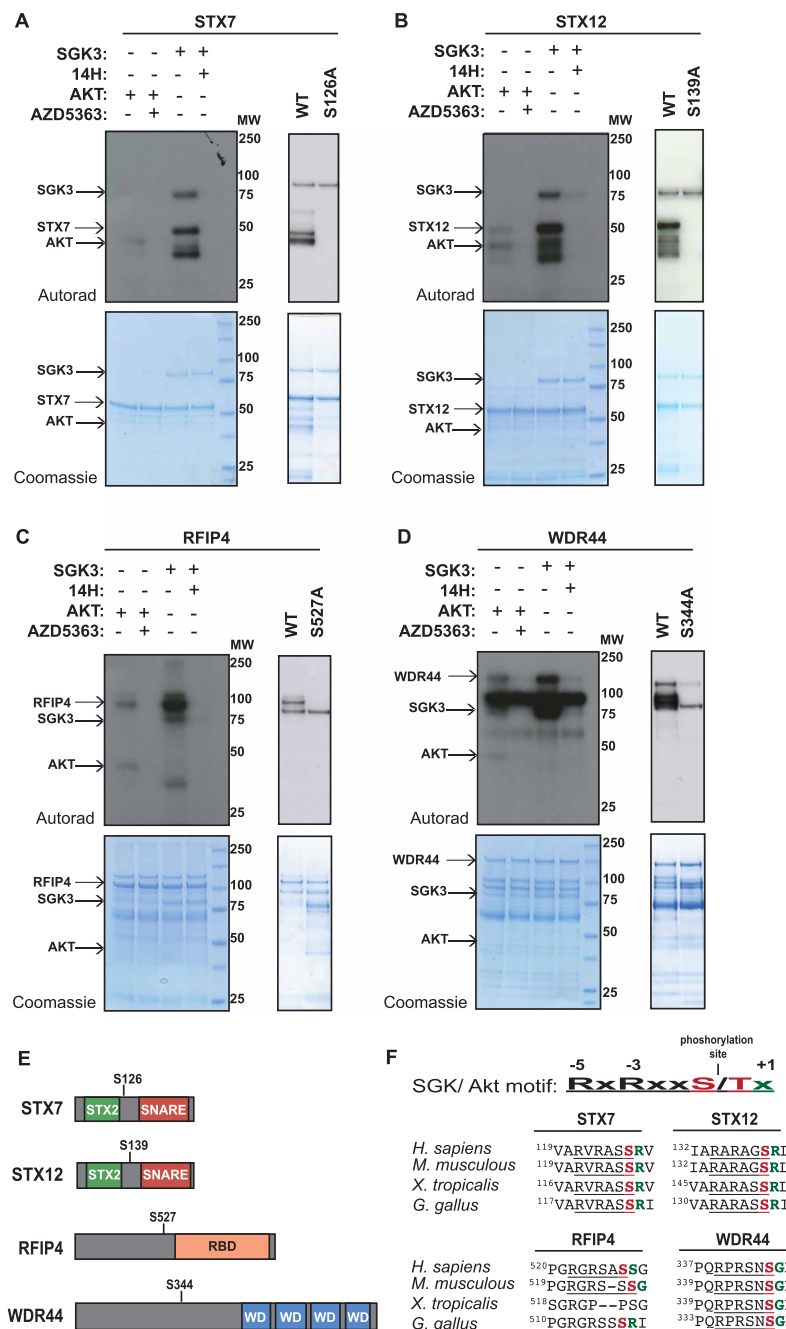 A
STX7
SGK3: - - + +
14H: - - - +
AKT: + + - -
AZD5363: - + - -
MW
WT
S126A
SGK3
STX7
AKT
Autorad
250
100
75
50
25
SGK3
STX7
AKT
Coomassie
250
100
75
50
25
B
STX12
SGK3: - - + +
14H: - - - +
AKT: + + - -
AZD5363: - + - -
MW
WT
S139A
SGK3
STX12
AKT
Autorad
250
100
75
50
25
SGK3
STX12
AKT
Coomassie
250
100
75
50
25
C
RFIP4
SGK3: - - + +
14H: - - - +
AKT: + + - -
AZD5363: - + - -
MW
WT
S527A
RFIP4
SGK3
AKT
Autorad
250
100
75
50
25
RFIP4
SGK3
AKT
Coomassie
250
100
75
50
25
D
WDR44
SGK3: - - + +
14H: - - - +
AKT: + + - -
AZD5363: - + - -
MW
WT
S344A
WDR44
SGK3
AKT
Autorad
250
100
75
50
25
WDR44
SGK3
AKT
Coomassie
250
100
75
50
25
E
S126
STX7 STX2 SNARE
S139
STX12 STX2 SNARE
S527
RFIP4 RBD
S344
WDR44 WD WD WD WD
F
phoshorylation
site
-5 -3 +1
SGK/ Akt motif: RxRxxS/Tx
STX7 STX12
H. sapiens 119VARVRASSRV 132IARARAGSRI
M. musculous 119VARVRASSRV 132IARARAGSRI
X. tropicalis 116VARVRASSRV 145VARARASSRI
G. gallus 117VARVRASSRI 130VARARASSRI
RFIP4 WDR44
H. sapiens 520PGRGRSASSG 337PQRPRSNSG
M. musculous 519PGRGRS-SSG 339PQRPRSNSG
X. tropicalis 518SGRGP--PSG 339PQRPRSNSG
G. gallus 510PGRGRSSSRI 333PQRPRSNSG